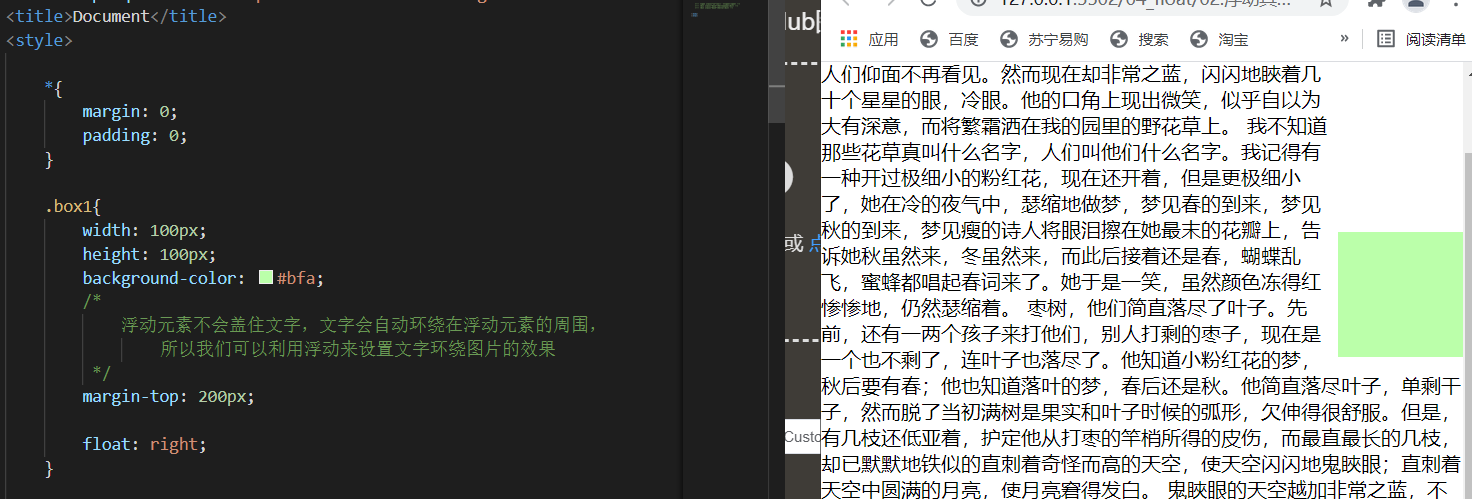 <title>Document</title>
<style>
*{
margin: 0;
padding: 0;
}
.box1{
width: 100px;
height: 100px;
background-color: #bfa;
/*
浮动元素不会盖住文字，文字会自动环绕在浮动元素的周围，
所以我们可以利用浮动来设置文字环绕图片的效果
*/
margin-top: 200px;
float: right;
}
或 点
Custo
应用
百度
苏宁易购
搜索
淘宝
»
阅读清单
人们仰面不再看见。然而现在却非常之蓝，闪闪地䀹着几
十个星星的眼，冷眼。他的口角上现出微笑，似乎自以为
大有深意，而将繁霜洒在我的园里的野花草上。 我不知道
那些花草真叫什么名字，人们叫他们什么名字。我记得有
一种开过极细小的粉红花，现在还开着，但是更极细小
了，她在冷的夜气中，瑟缩地做梦，梦见春的到来，梦见
秋的到来，梦见瘦的诗人将眼泪擦在她最末的花瓣上，告
诉她秋虽然来，冬虽然来，而此后接着还是春，蝴蝶乱
飞，蜜蜂都唱起春词来了。她于是一笑，虽然颜色冻得红
惨惨地，仍然瑟缩着。 枣树，他们简直落尽了叶子。先
前，还有一两个孩子来打他们，别人打剩的枣子，现在是
一个也不剩了，连叶子也落尽了。他知道小粉红花的梦，
秋后要有春；他也知道落叶的梦，春后还是秋。他简直落尽叶子，单剩干
子，然而脱了当初满树是果实和叶子时候的弧形，欠伸得很舒服。但是，
有几枝还低亚着，护定他从打枣的竿梢所得的皮伤，而最直最长的几枝，
却已默默地铁似的直刺着奇怪而高的天空，使天空闪闪地鬼䀹眼；直刺着
天空中圆满的月亮，使月亮窘得发白。 鬼䀹眼的天空越加非常之蓝，不